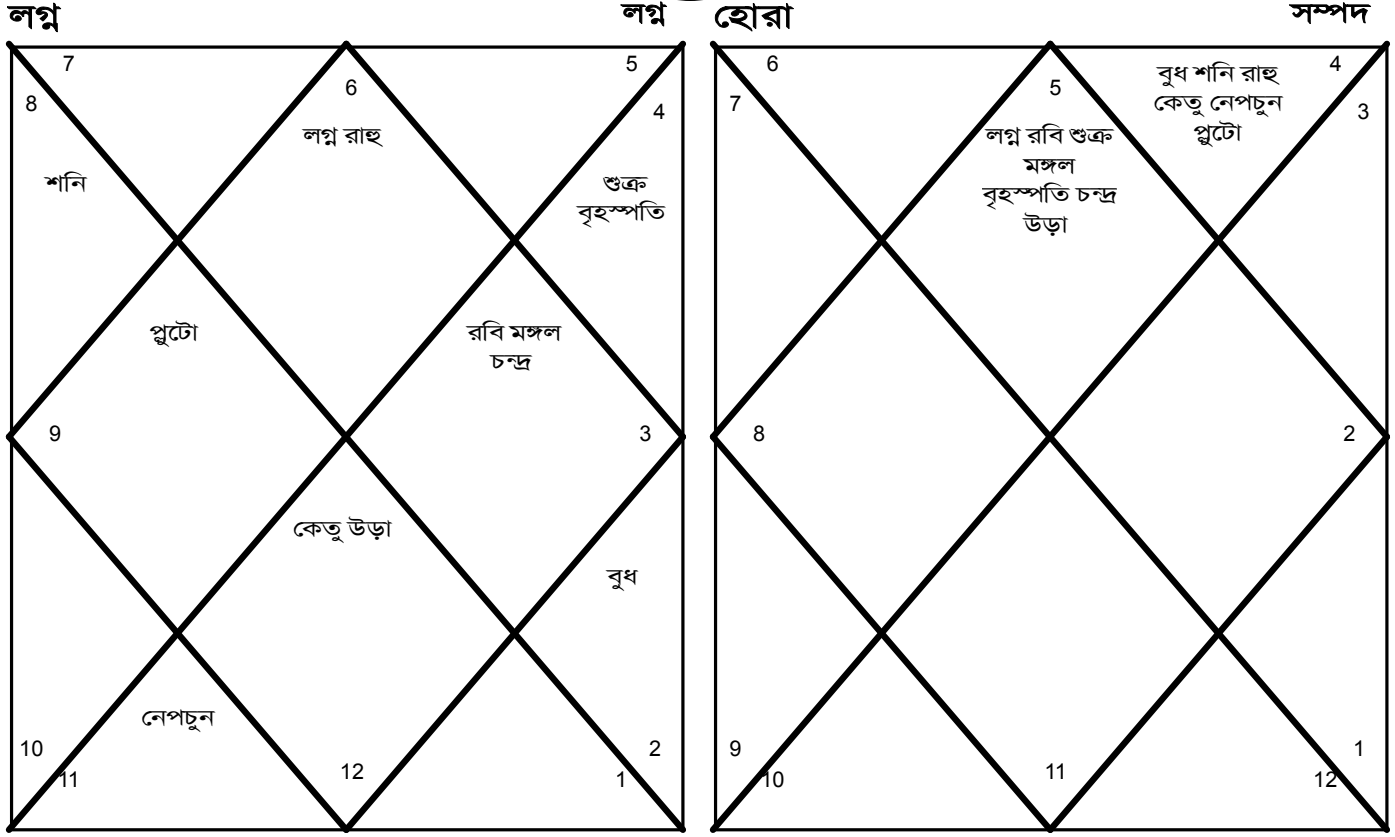 লগ্ন লগ্ন
7
6
5
8
4
লগ্ন রাহু
শনি
শুক্র
বৃহস্পতি
প্লুটো
রবি মঙ্গল
চন্দ্র
9
3
কেতু উড়া
বুধ
নেপচুন
10
12
2
11
1
হোরা সম্পদ
6
5
বুধ শনি রাহু
কেতু নেপচুন
প্লুটো
4
7
3
লগ্ন রবি শুক্র
মঙ্গল
বৃহস্পতি চন্দ্র
উড়া
8
2
9
11
1
10
12